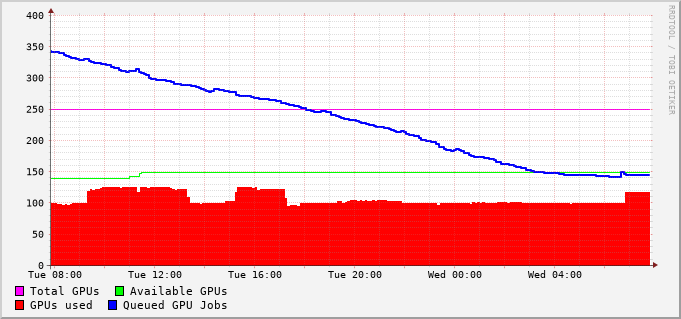 400
350
300
250
200
150
100
50
0
Tue 08:00 Tue 12:00 Tue 16:00 Tue 20:00 Wed 00:00 Wed 04:00
Total GPUs Available GPUs
GPUs used Queued GPU Jobs
RRDTOOL / TOBI OETIKER